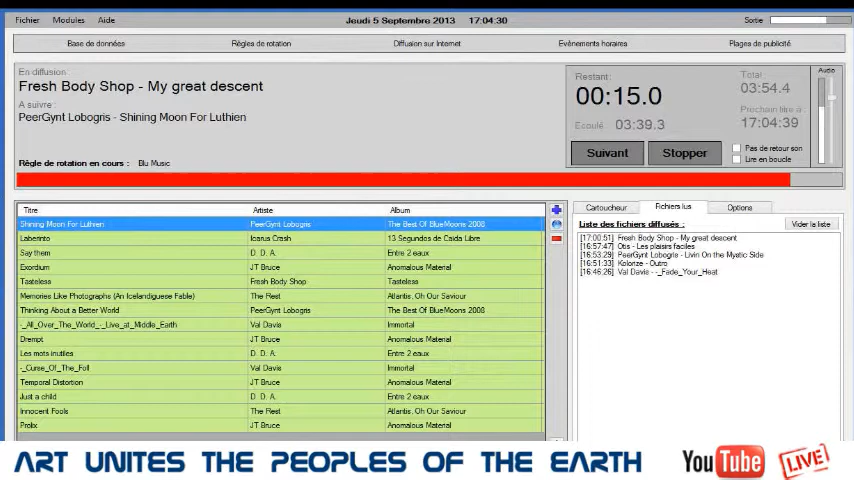 Fichier Modules Aide Jeudi 5 Septembre 2013 17:04:30 Sortie
Base de données Règles de rotation Diffusion sur Internet Evénements horaires Plages de publicité
En diffusion
Fresh Body Shop - My great descent
A suivre :
PeerGynt Lobogris - Shining Moon For Luthien
Règle de rotation en cours : Blu Music
Restant :
00:15.0
Ecoulé : 03:39.3
Total :
03:54.4
Prochain titre à :
17:04:39
Suivant Stopper
Pas de retour son
Lire en boucle
Audio
Titre Artiste Album
Shining Moon For Luthien PeerGynt Lobogris The Best Of BlueMoons 2008
Laberinto Icarus Crash 13 Segundos de Caida Libre
Say them D. D. A. Entre 2 eaux
Exordium JT Bruce Anomalous Material
Tasteless Fresh Body Shop Tasteless
Memories Like Photographs (An Icelandiguese Fable) The Rest Atlantis, Oh Our Saviour
Thinking About a Better World PeerGynt Lobogris The Best Of BlueMoons 2008
-_All_Over_The_World_-_Live_at_Middle_Earth Val Davis Immortal
Drempt JT Bruce Anomalous Material
Les mots inutiles D. D. A. Entre 2 eaux
-_Curse_Of_The_Foll Val Davis Immortal
Temporal Distortion JT Bruce Anomalous Material
Just a child D. D. A. Entre 2 eaux
Innocent Fools The Rest Atlantis, Oh Our Saviour
Prolix JT Bruce Anomalous Material
Cartoucheur Fichiers lus Options
Liste des fichiers diffusés : Vider la liste
[17:00:51] Fresh Body Shop - My great descent
[16:57:47] Otis - Les plaisirs faciles
[16:53:29] PeerGynt Lobogris - Livin On the Mystic Side
[16:51:33] Kolorize - Outro
[16:46:26] Val Davis - -_Fade_Your_Heat
ART UNITES THE PEOPLES OF THE EARTH
YouTube LIVE